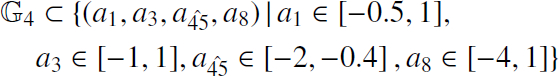 𝔾₄ ⊂ {(a₁, a₃, a_{4̂5}, a₈) | a₁ ∈ [−0.5, 1],
a₃ ∈ [−1, 1], a_{4̂5} ∈ [−2, −0.4] , a₈ ∈ [−4, 1]}